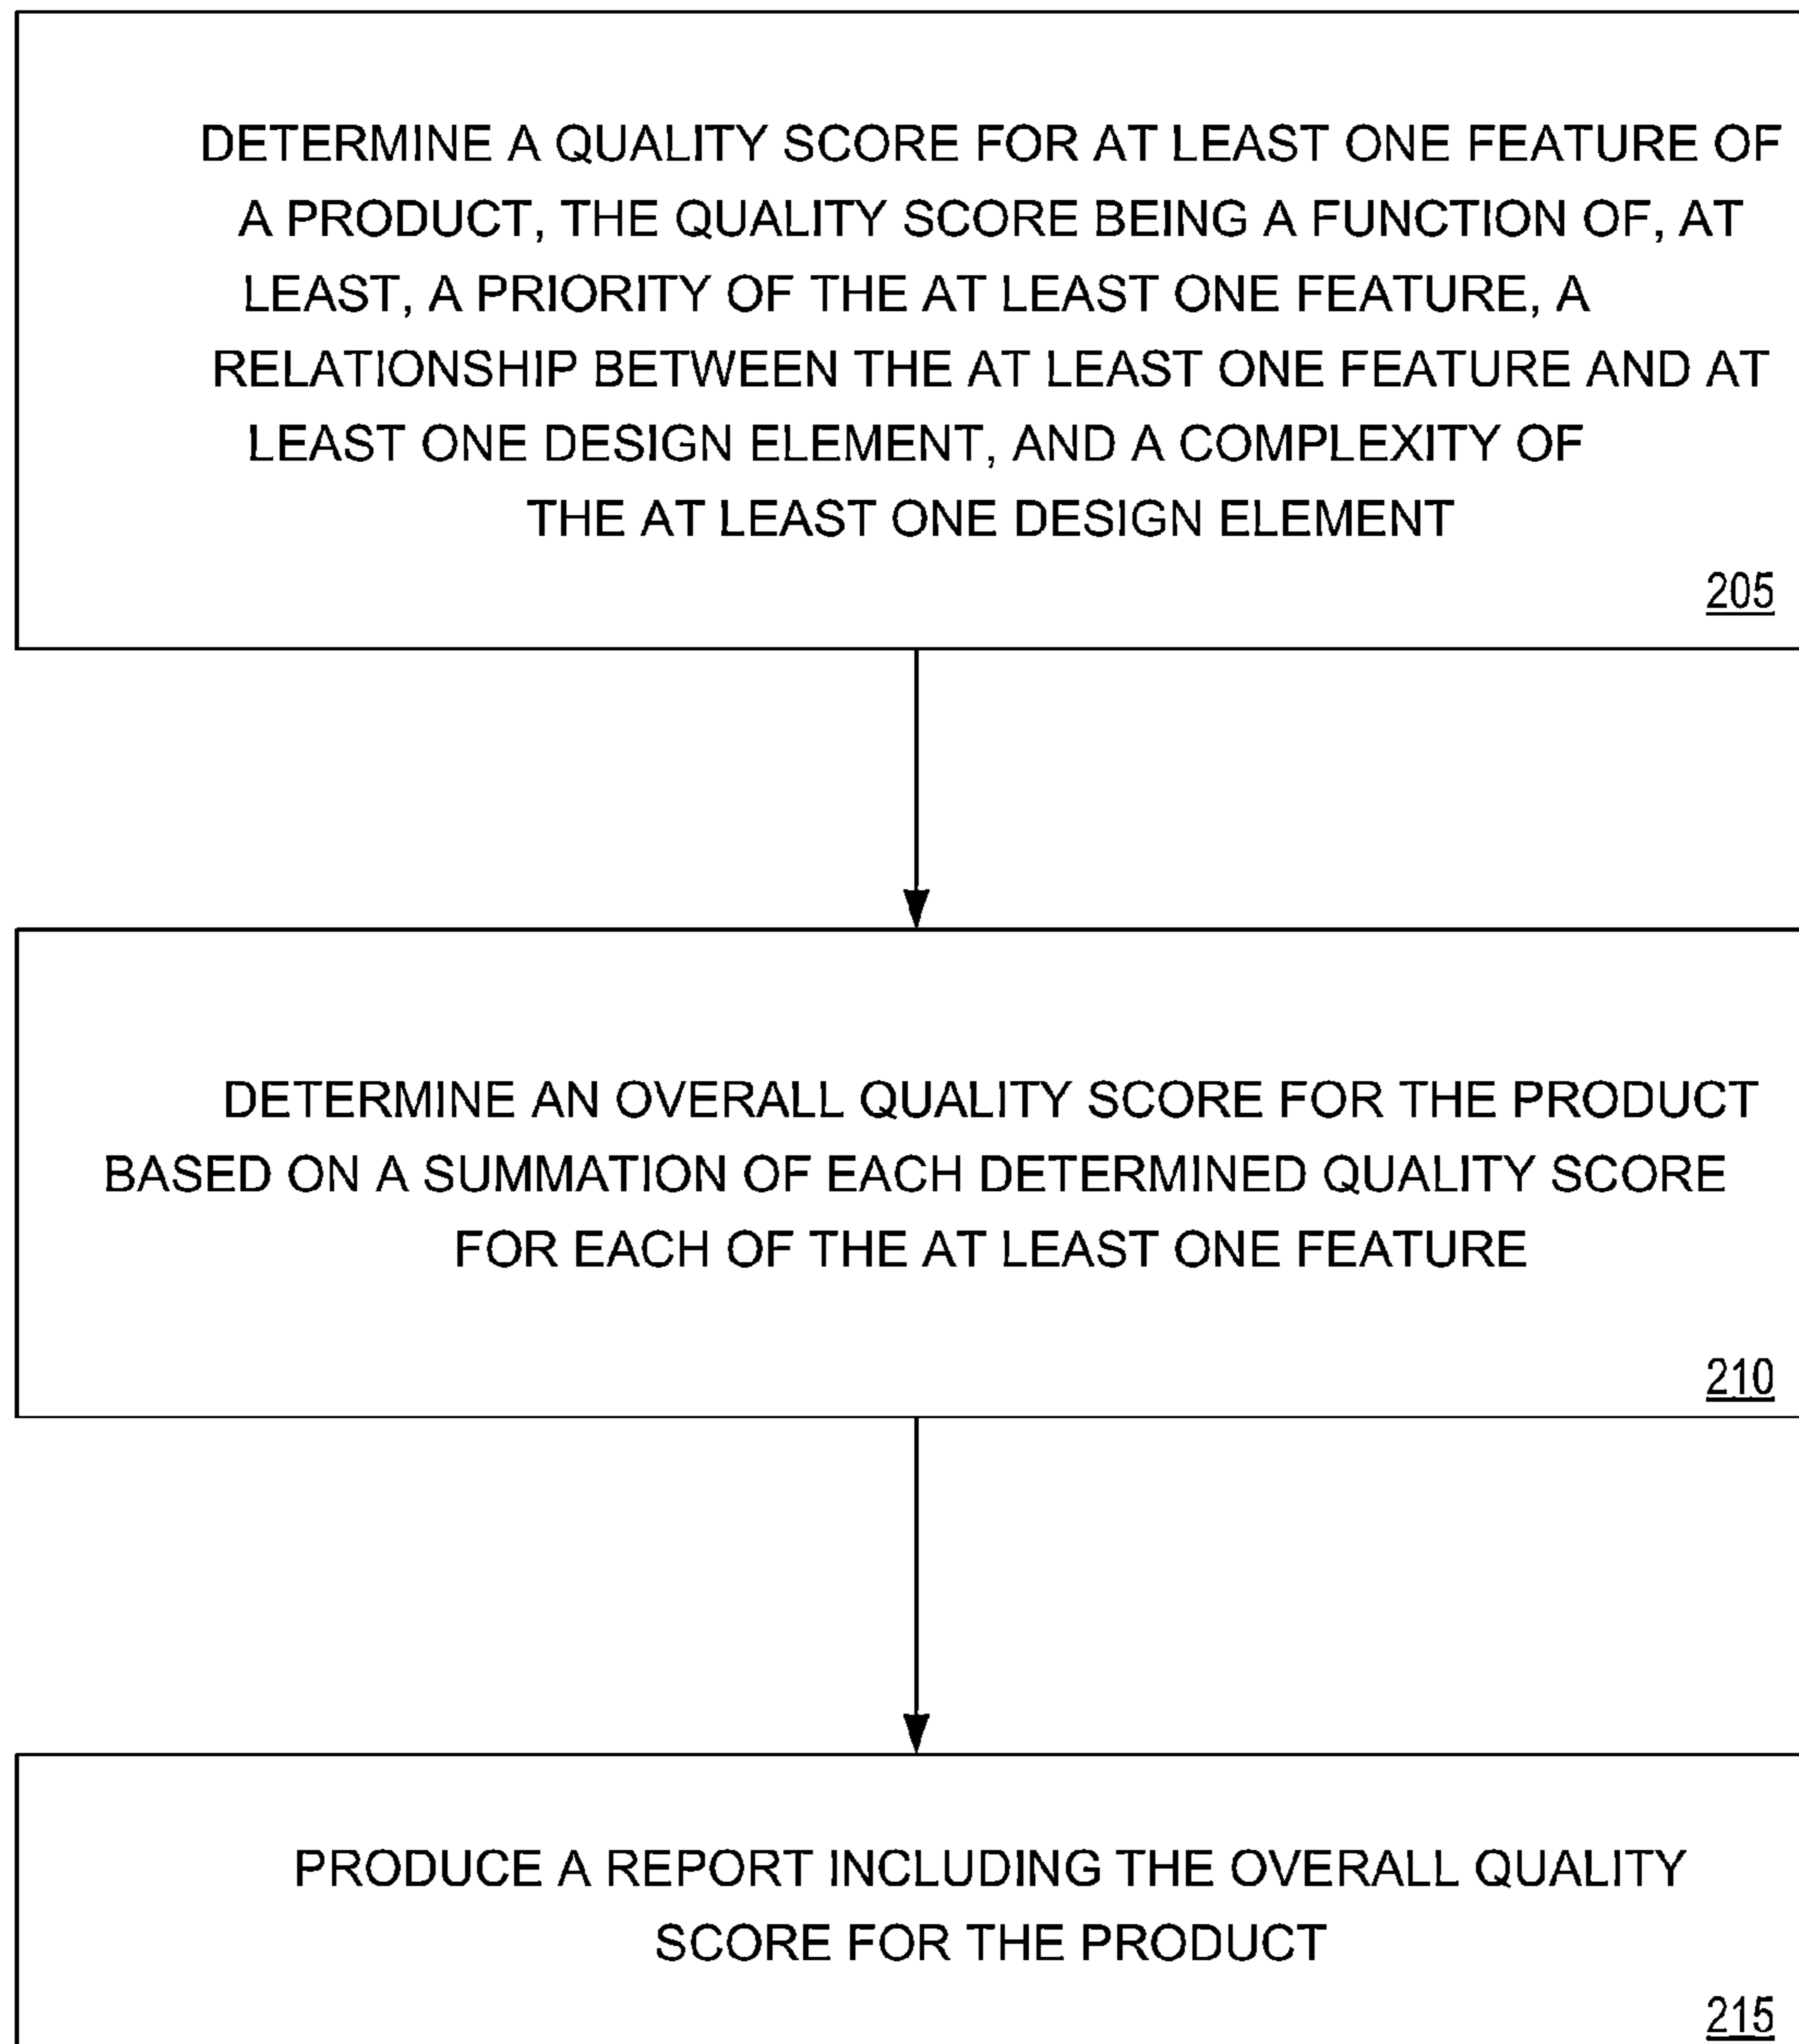 DETERMINE A QUALITY SCORE FOR AT LEAST ONE FEATURE OF
A PRODUCT, THE QUALITY SCORE BEING A FUNCTION OF, AT
LEAST, A PRIORITY OF THE AT LEAST ONE FEATURE, A
RELATIONSHIP BETWEEN THE AT LEAST ONE FEATURE AND AT
LEAST ONE DESIGN ELEMENT, AND A COMPLEXITY OF
THE AT LEAST ONE DESIGN ELEMENT
205
DETERMINE AN OVERALL QUALITY SCORE FOR THE PRODUCT
BASED ON A SUMMATION OF EACH DETERMINED QUALITY SCORE
FOR EACH OF THE AT LEAST ONE FEATURE
210
PRODUCE A REPORT INCLUDING THE OVERALL QUALITY
SCORE FOR THE PRODUCT
215